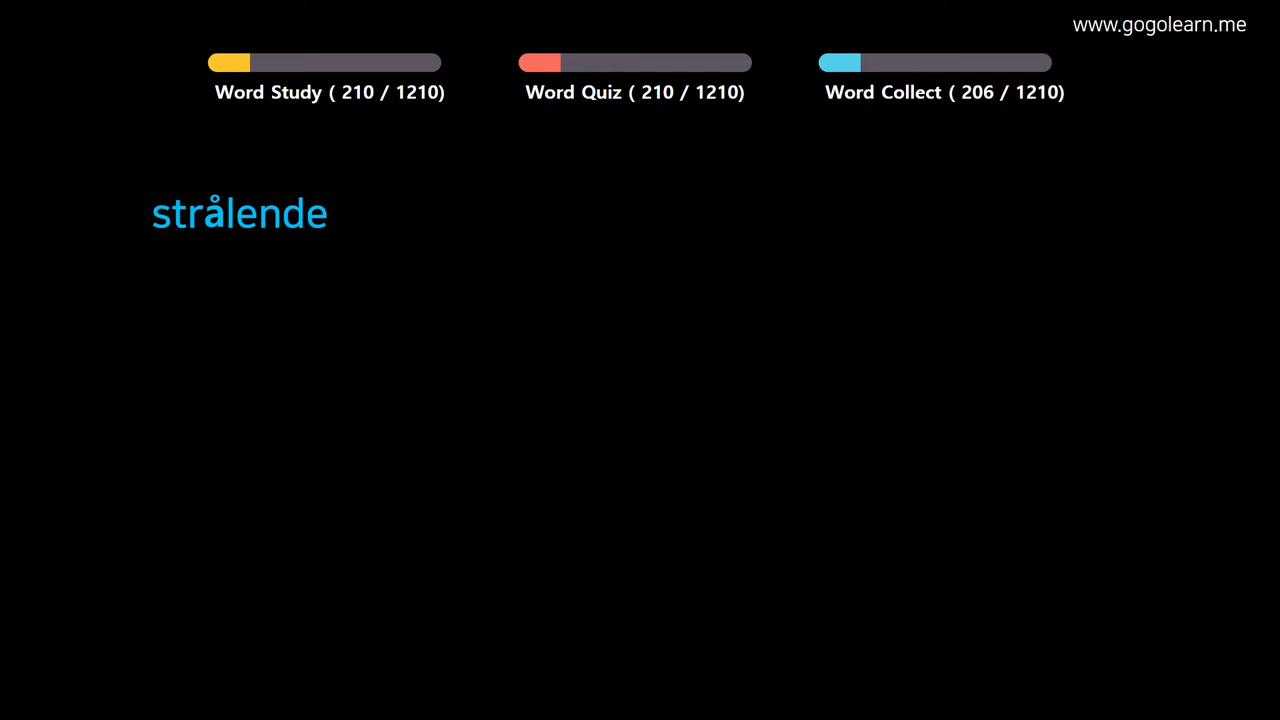 www.gogolearn.me
Word Study ( 210 / 1210)
Word Quiz ( 210 / 1210)
Word Collect ( 206 / 1210)
strålende